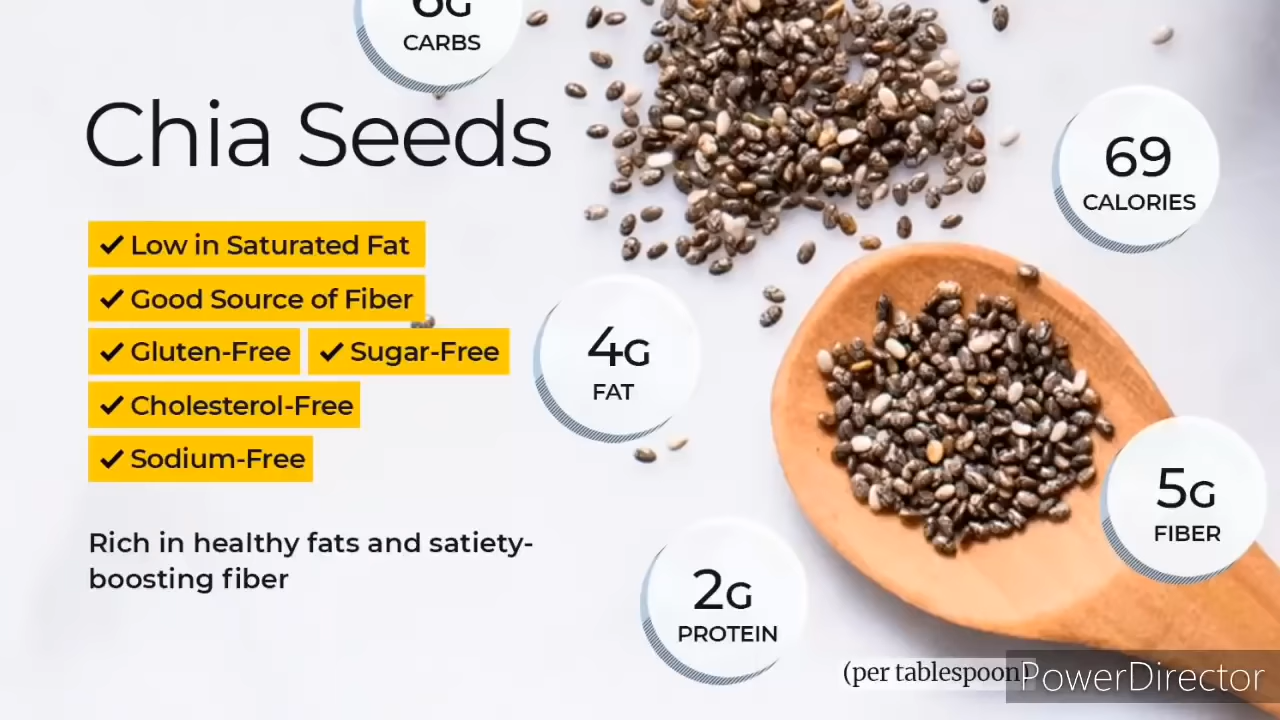 6G
CARBS
Chia Seeds
69
CALORIES
✓ Low in Saturated Fat
✓ Good Source of Fiber
✓ Gluten-Free ✓ Sugar-Free
✓ Cholesterol-Free
✓ Sodium-Free
4G
FAT
5G
FIBER
Rich in healthy fats and satiety-
boosting fiber
2G
PROTEIN
(per tablespoon)
PowerDirector